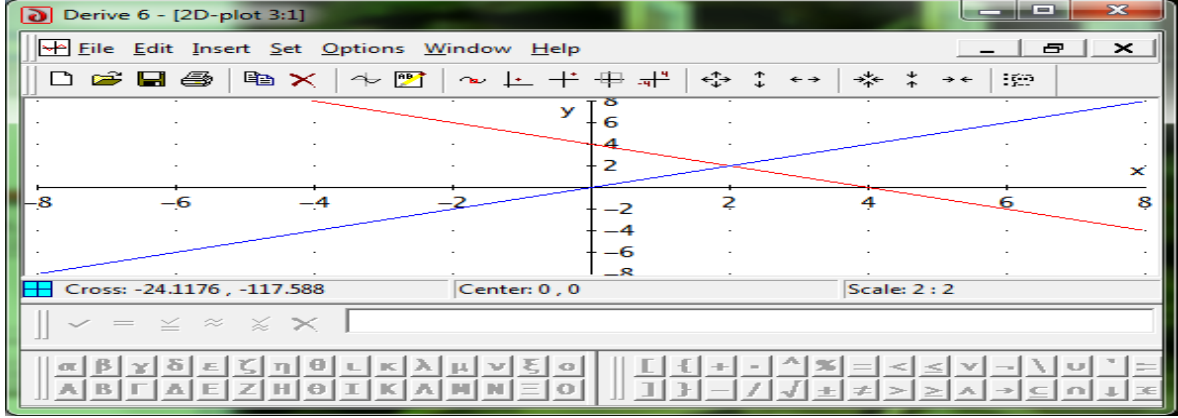 Derive 6 - [2D-plot 3:1]
File Edit Insert Set Options Window Help
y 8
6
4
2
x
-8 -6 -4 -2 2 4 6 8
-2
-4
-6
-8
Cross: -24.1176 , -117.588 Center: 0 , 0 Scale: 2 : 2
✓ = ≚ ≈ ✕
α β γ δ ε ζ η θ ι κ λ μ ν ξ ο [ { + - ^ % = < ≤ ∨ ¬ \ ∪ ` :=
Α Β Γ Δ Ε Ζ Η Θ Ι Κ Λ Μ Ν Ξ Ο ] } − / √ ± ≠ > ≥ ∧ → ⊆ ∩ ↓ :∈